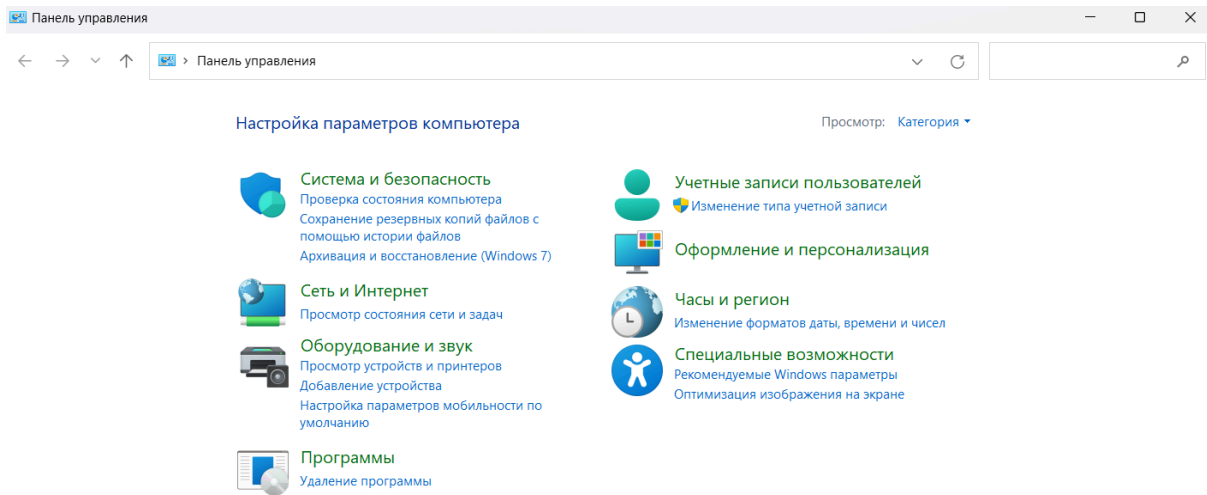 Панель управления
Панель управления
Настройка параметров компьютера
Просмотр: Категория
Система и безопасность
Проверка состояния компьютера
Сохранение резервных копий файлов с
помощью истории файлов
Архивация и восстановление (Windows 7)
Сеть и Интернет
Просмотр состояния сети и задач
Оборудование и звук
Просмотр устройств и принтеров
Добавление устройства
Настройка параметров мобильности по
умолчанию
Программы
Удаление программы
Учетные записи пользователей
Изменение типа учетной записи
Оформление и персонализация
Часы и регион
Изменение форматов даты, времени и чисел
Специальные возможности
Рекомендуемые Windows параметры
Оптимизация изображения на экране